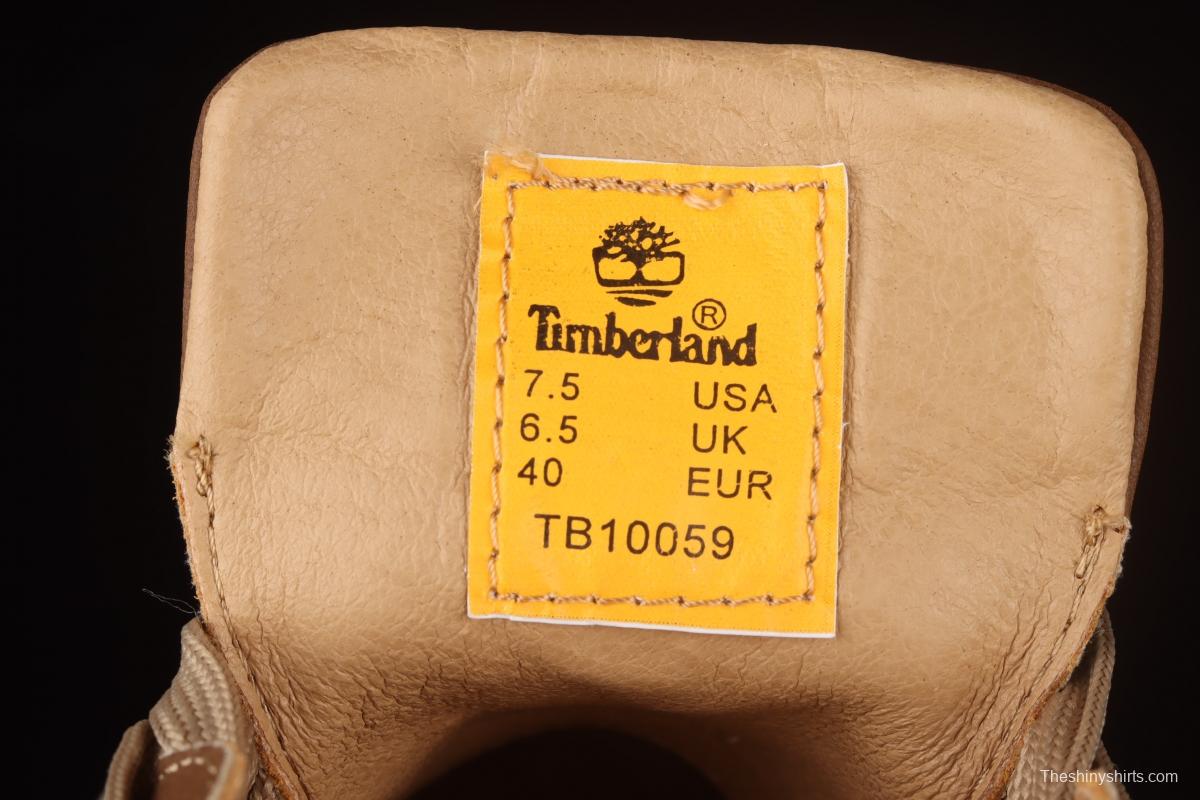 Timberland®
7.5 USA
6.5 UK
40 EUR
TB10059
Theshinyshirts.com